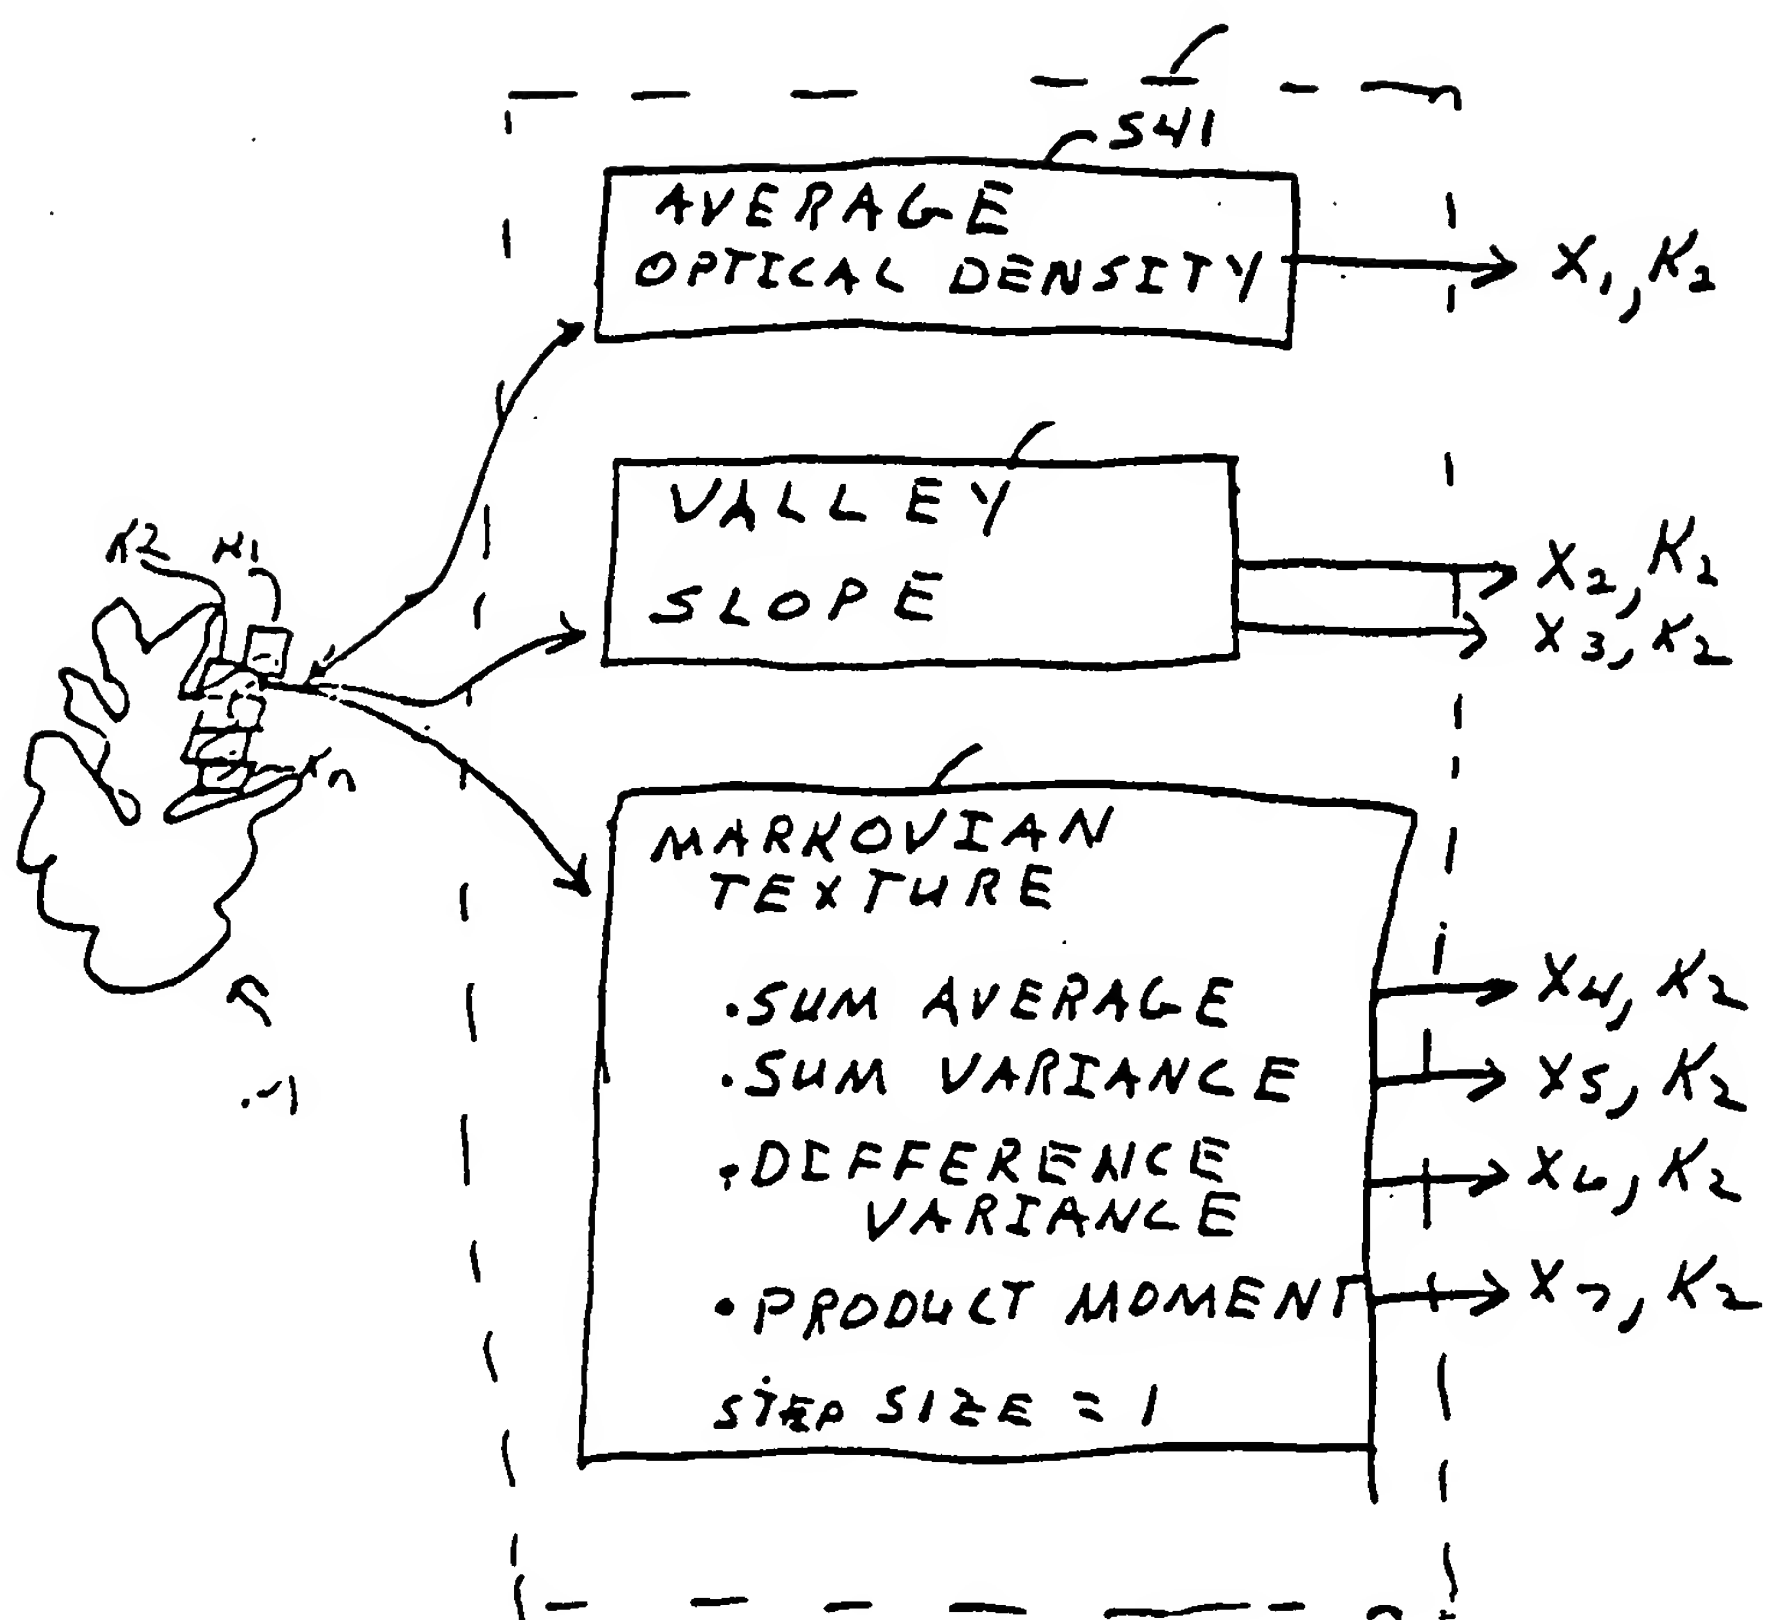 S41
AVERAGE
OPTICAL DENSITY
X1, K2
VALLEY
SLOPE
X2, K2
X3, K2
K2 K1
Kn
MARKOVIAN
TEXTURE
• SUM AVERAGE
X4, K2
• SUM VARIANCE
X5, K2
• DIFFERENCE
VARIANCE
X6, K2
• PRODUCT MOMENT
X7, K2
STEP SIZE = 1